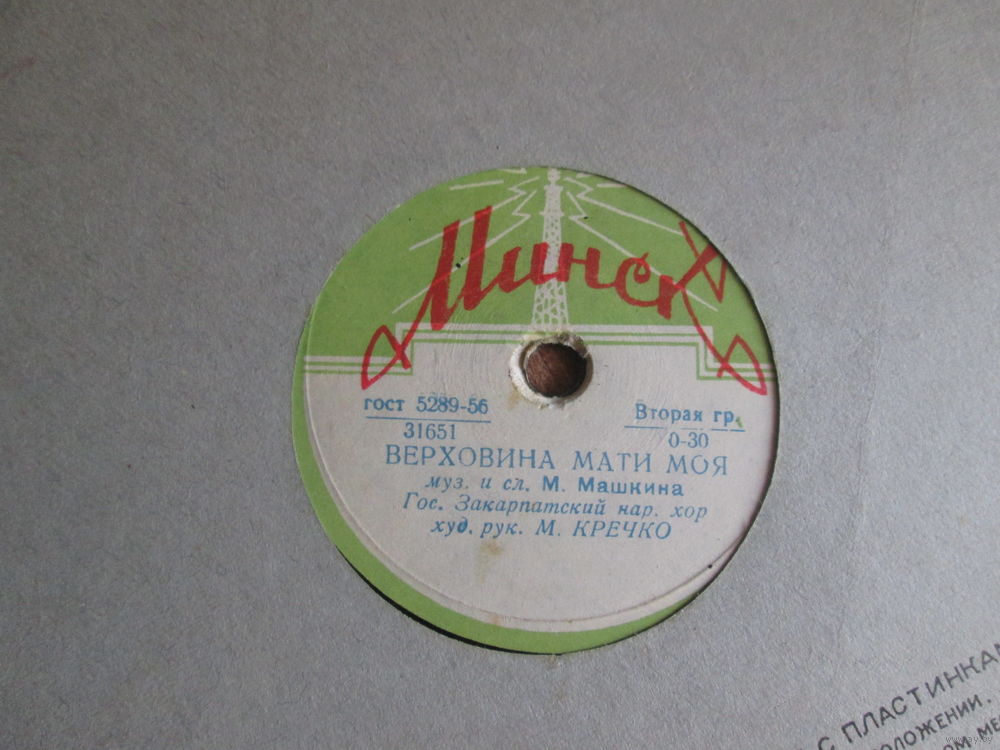 Минск
гост 5289-56
31651
Вторая гр.
0-30
ВЕРХОВИНА МАТИ МОЯ
муз. и сл. М. Машкина
Гос. Закарпатский нар. хор
худ. рук. М. КРЕЧКО
С ПЛАСТИНКАМ